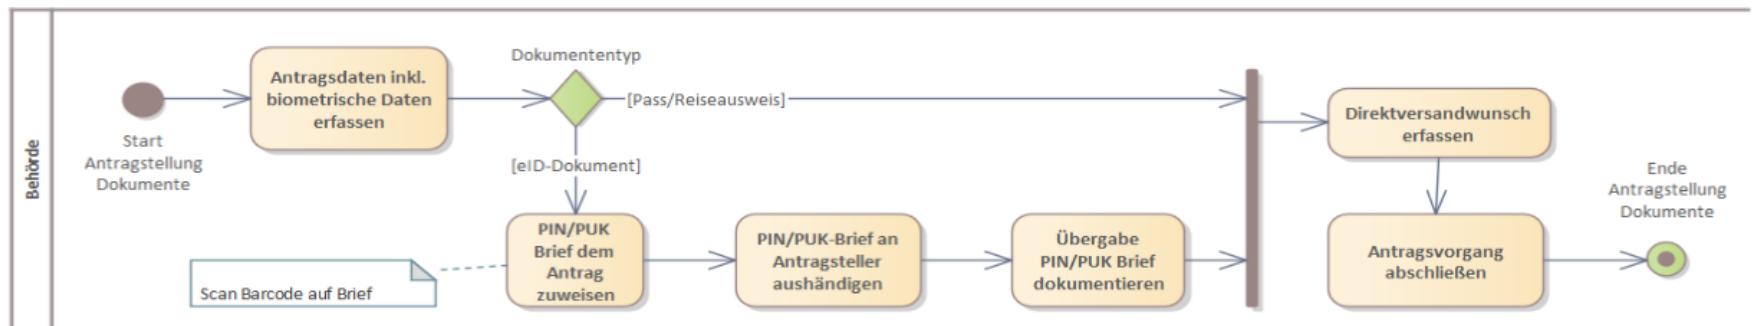 Behörde
Start
Antragstellung
Dokumente
Antragsdaten inkl.
biometrische Daten
erfassen
Dokumententyp
[Pass/Reiseausweis]
[eID-Dokument]
PIN/PUK
Brief dem
Antrag
zuweisen
Scan Barcode auf Brief
PIN/PUK-Brief an
Antragsteller
aushändigen
Übergabe
PIN/PUK Brief
dokumentieren
Direktversandwunsch
erfassen
Antragsvorgang
abschließen
Ende
Antragstellung
Dokumente